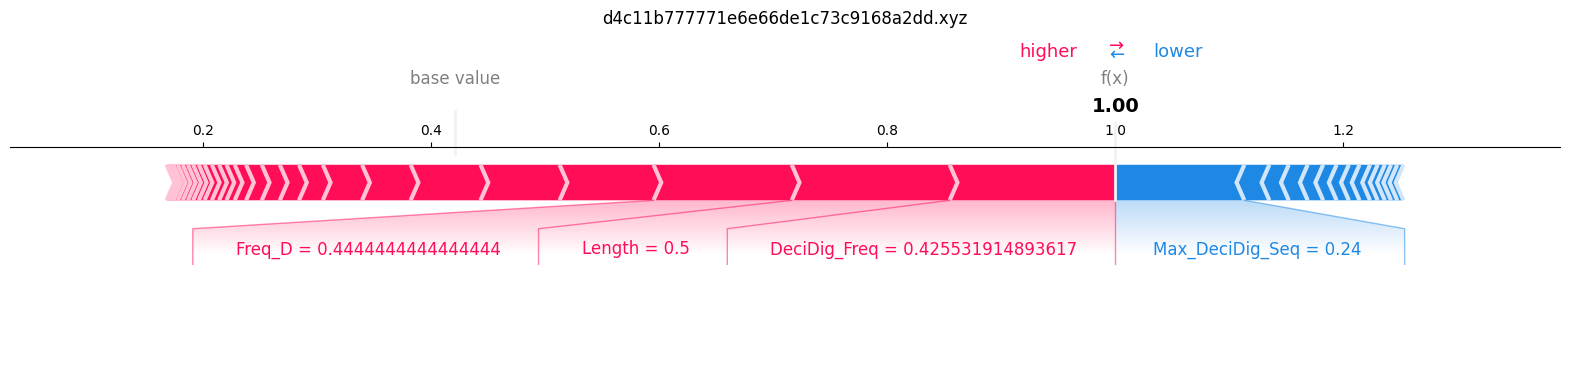 d4c11b777771e6e66de1c73c9168a2dd.xyz
higher ⇄ lower
base value f(x)
1.00
0.2 0.4 0.6 0.8 1 0 1.2
Freq_D = 0.4444444444444444 Length = 0.5 DeciDig_Freq = 0.425531914893617 Max_DeciDig_Seq = 0.24